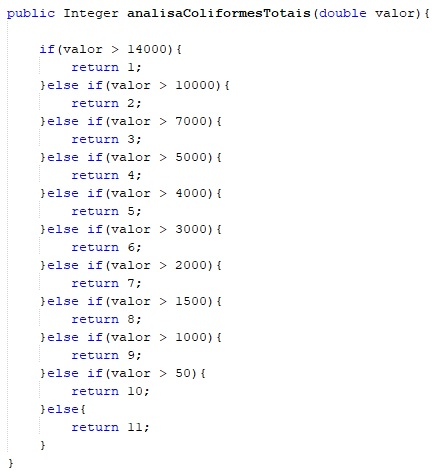 public Integer analisaColiformesTotais(double valor){
if(valor > 14000){
return 1;
}else if(valor > 10000){
return 2;
}else if(valor > 7000){
return 3;
}else if(valor > 5000){
return 4;
}else if(valor > 4000){
return 5;
}else if(valor > 3000){
return 6;
}else if(valor > 2000){
return 7;
}else if(valor > 1500){
return 8;
}else if(valor > 1000){
return 9;
}else if(valor > 50){
return 10;
}else{
return 11;
}
}